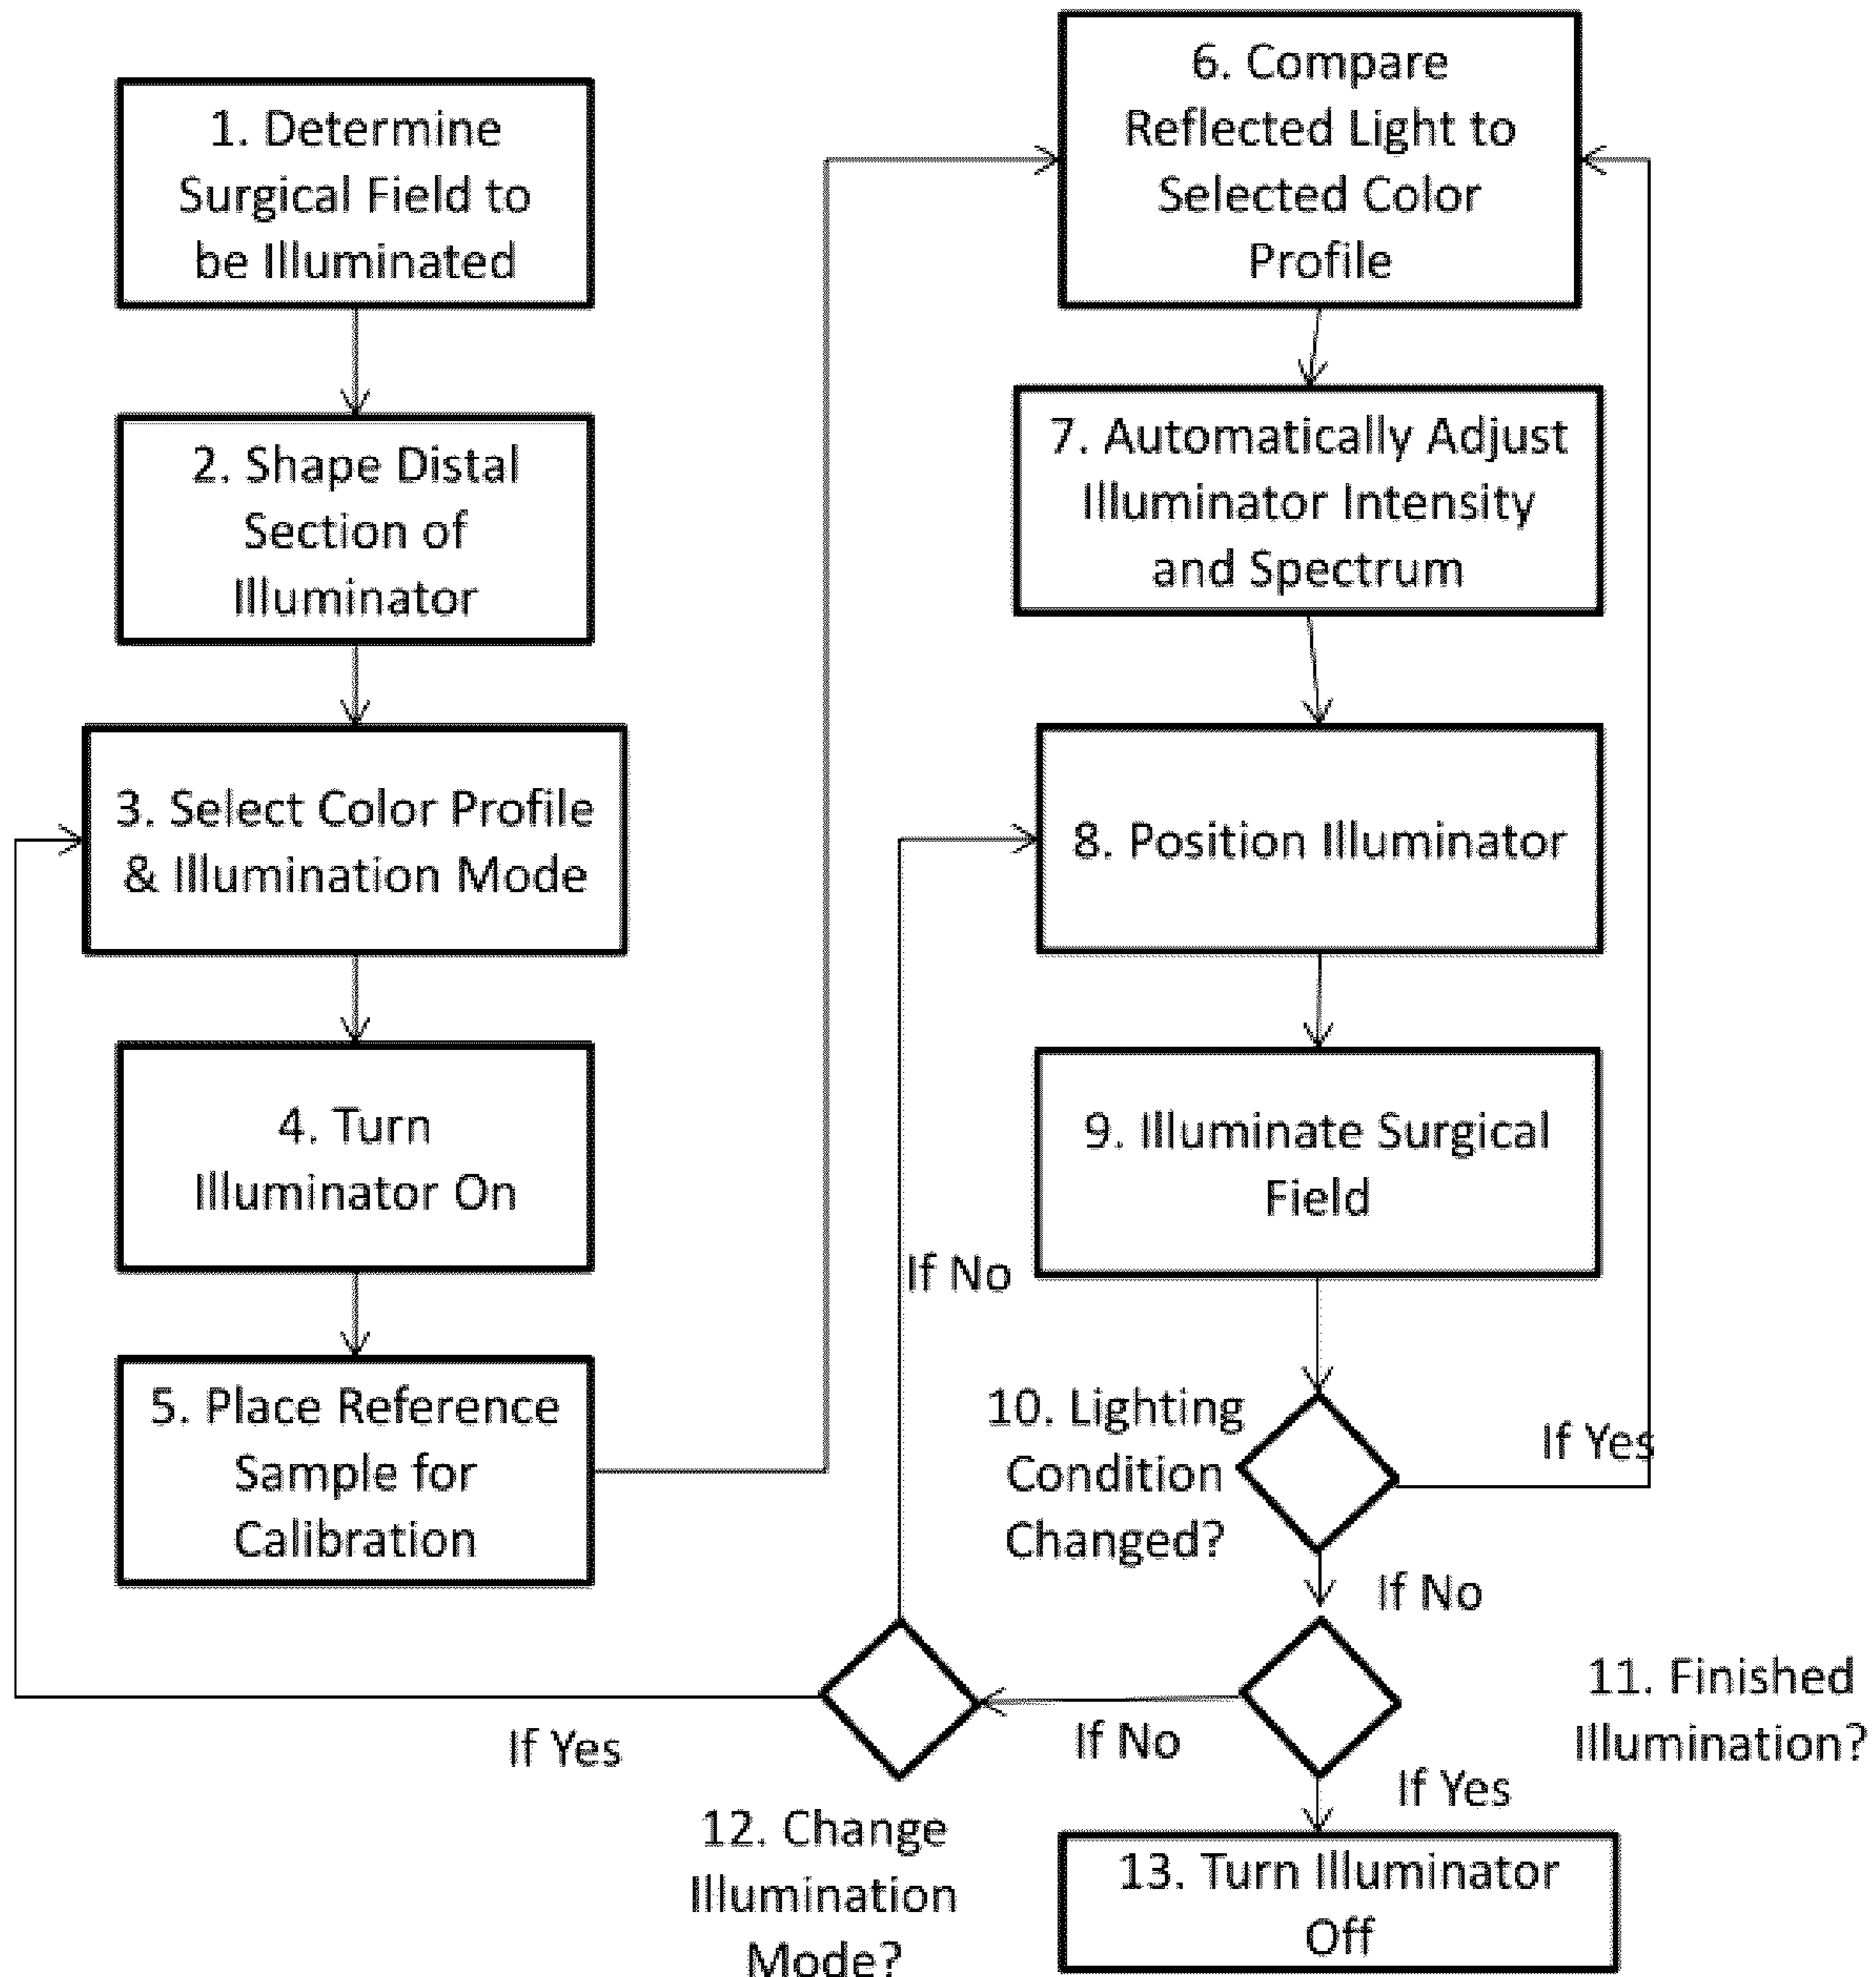 1. Determine
Surgical Field to
be Illuminated
2. Shape Distal
Section of
Illuminator
3. Select Color Profile
& Illumination Mode
4. Turn
Illuminator On
5. Place Reference
Sample for
Calibration
6. Compare
Reflected Light to
Selected Color
Profile
7. Automatically Adjust
Illuminator Intensity
and Spectrum
8. Position Illuminator
9. Illuminate Surgical
Field
If No
10. Lighting
Condition
Changed?
If Yes
If No
11. Finished
Illumination?
If No
If Yes
If Yes
12. Change
Illumination
Mode?
13. Turn Illuminator
Off